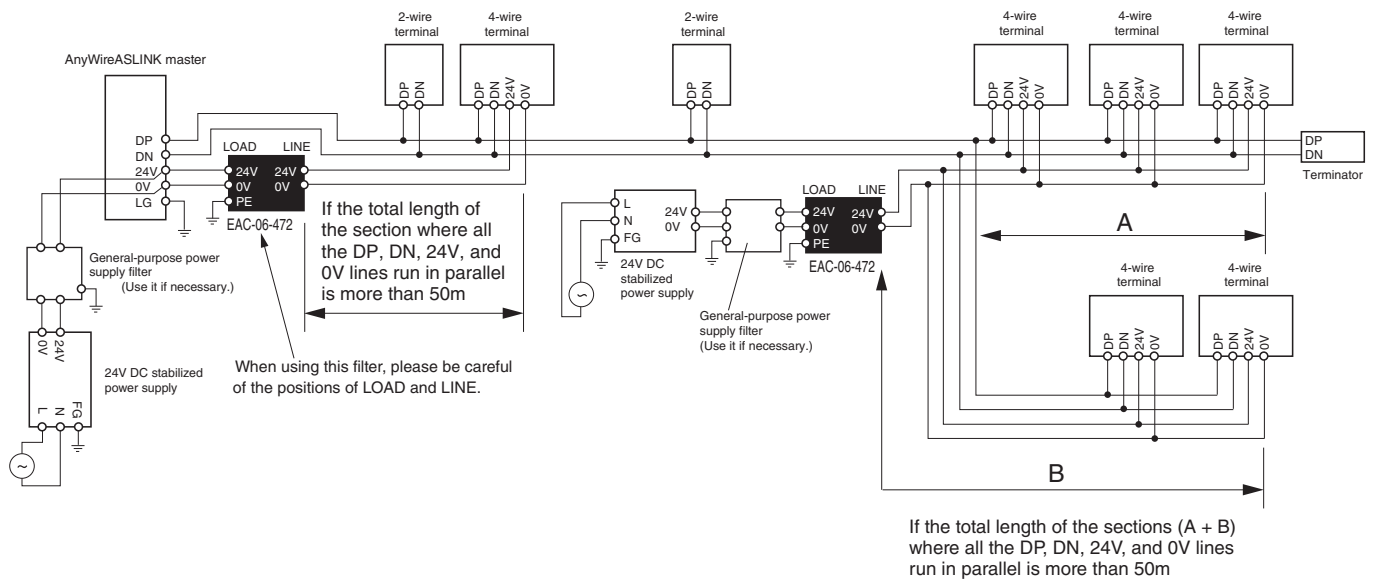 2-wire
terminal
4-wire
terminal
2-wire
terminal
4-wire
terminal
4-wire
terminal
4-wire
terminal
AnyWireASLINK master
DP
DN
24V
0V
LG
LOAD
LINE
24V
0V
PE
24V
0V
EAC-06-472
DP
DN
DP
DN
24V
0V
DP
DN
DP
DN
24V
0V
DP
DN
24V
0V
DP
DN
24V
0V
DP
DN
Terminator
If the total length of
the section where all
the DP, DN, 24V, and
0V lines run in parallel
is more than 50m
General-purpose power
supply filter
(Use it if necessary.)
0V
24V
24V DC stabilized
power supply
L
N
FG
~
When using this filter, please be careful
of the positions of LOAD and LINE.
L
N
FG
24V
0V
24V DC
stabilized
power supply
~
General-purpose power
supply filter
(Use it if necessary.)
LOAD
LINE
24V
0V
PE
24V
0V
EAC-06-472
A
4-wire
terminal
4-wire
terminal
DP
DN
24V
0V
DP
DN
24V
0V
B
If the total length of the sections (A + B)
where all the DP, DN, 24V, and 0V lines
run in parallel is more than 50m